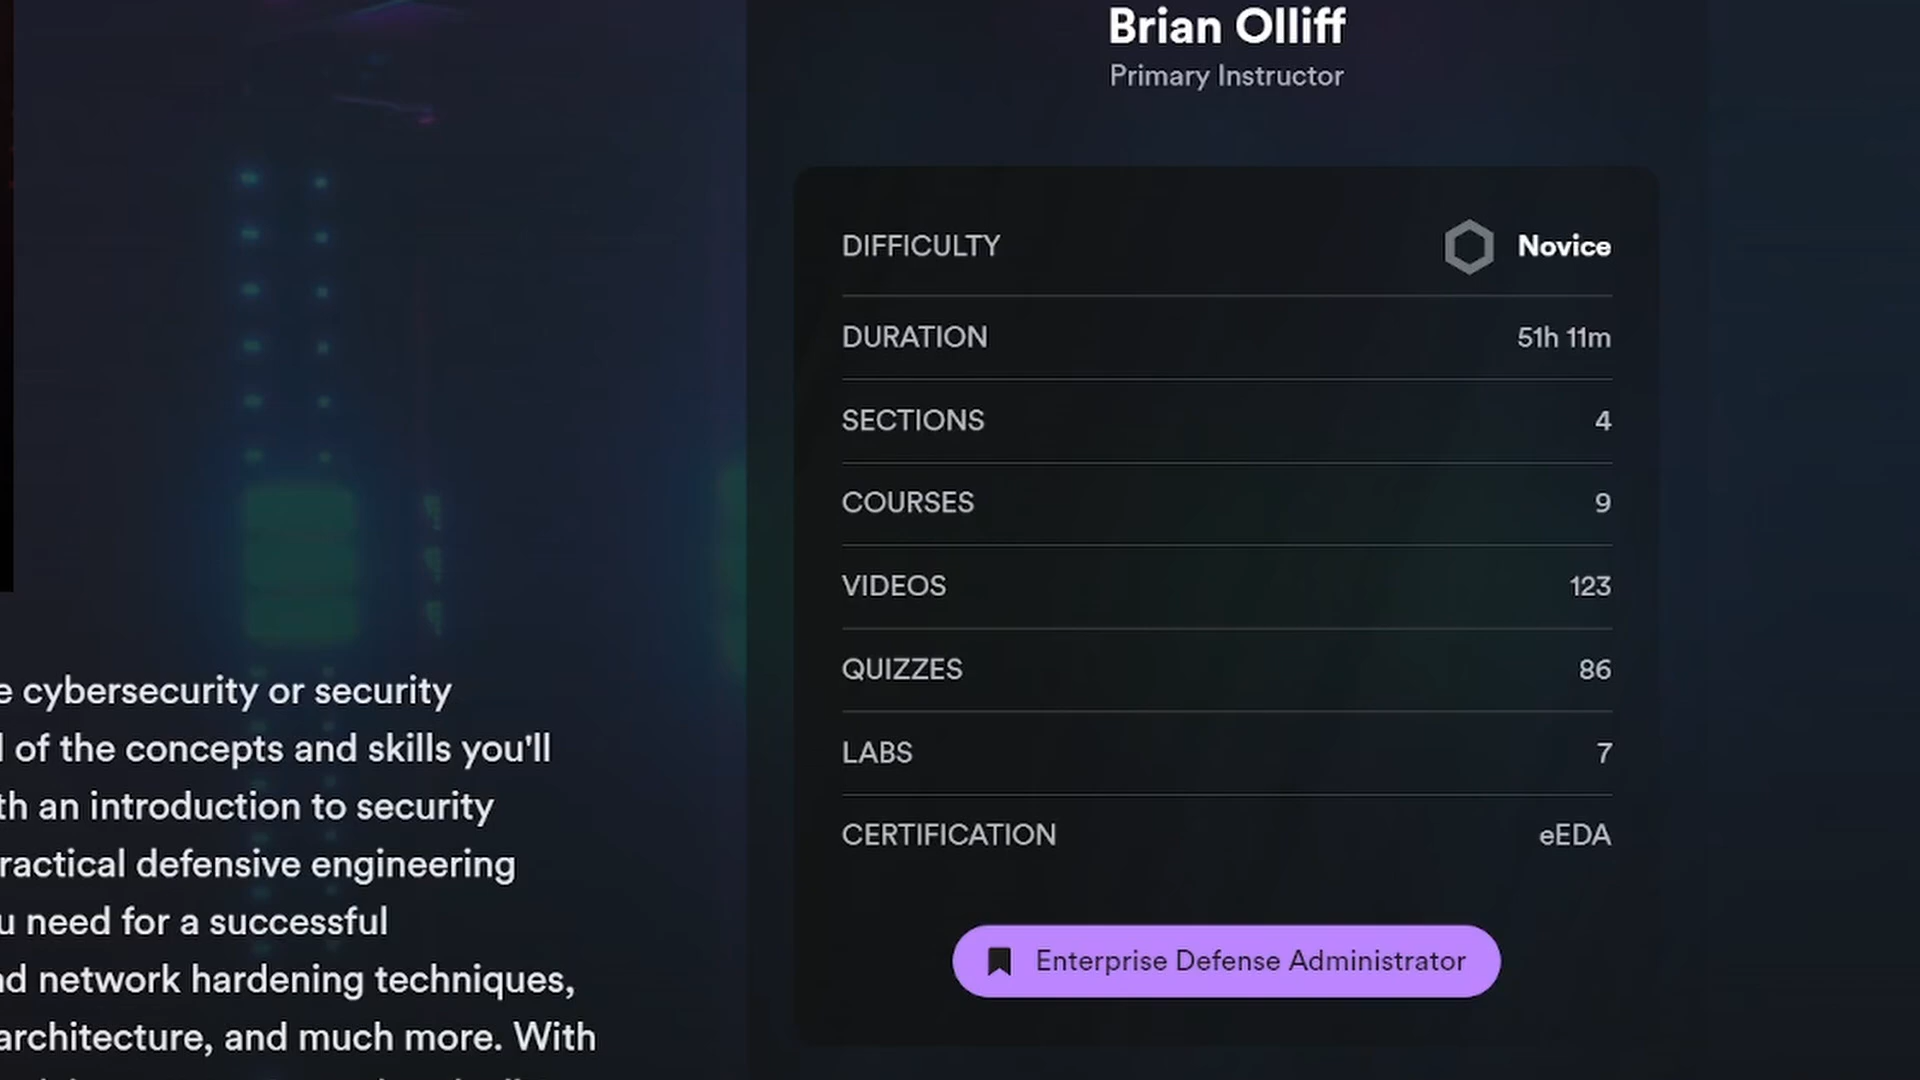 Brian Olliff
Primary Instructor
DIFFICULTY Novice
DURATION 51h 11m
SECTIONS 4
COURSES 9
VIDEOS 123
QUIZZES 86
LABS 7
CERTIFICATION eEDA
Enterprise Defense Administrator
cybersecurity or security
of the concepts and skills you'll
an introduction to security
defensive engineering
need for a successful
network hardening techniques,
architecture, and much more. With